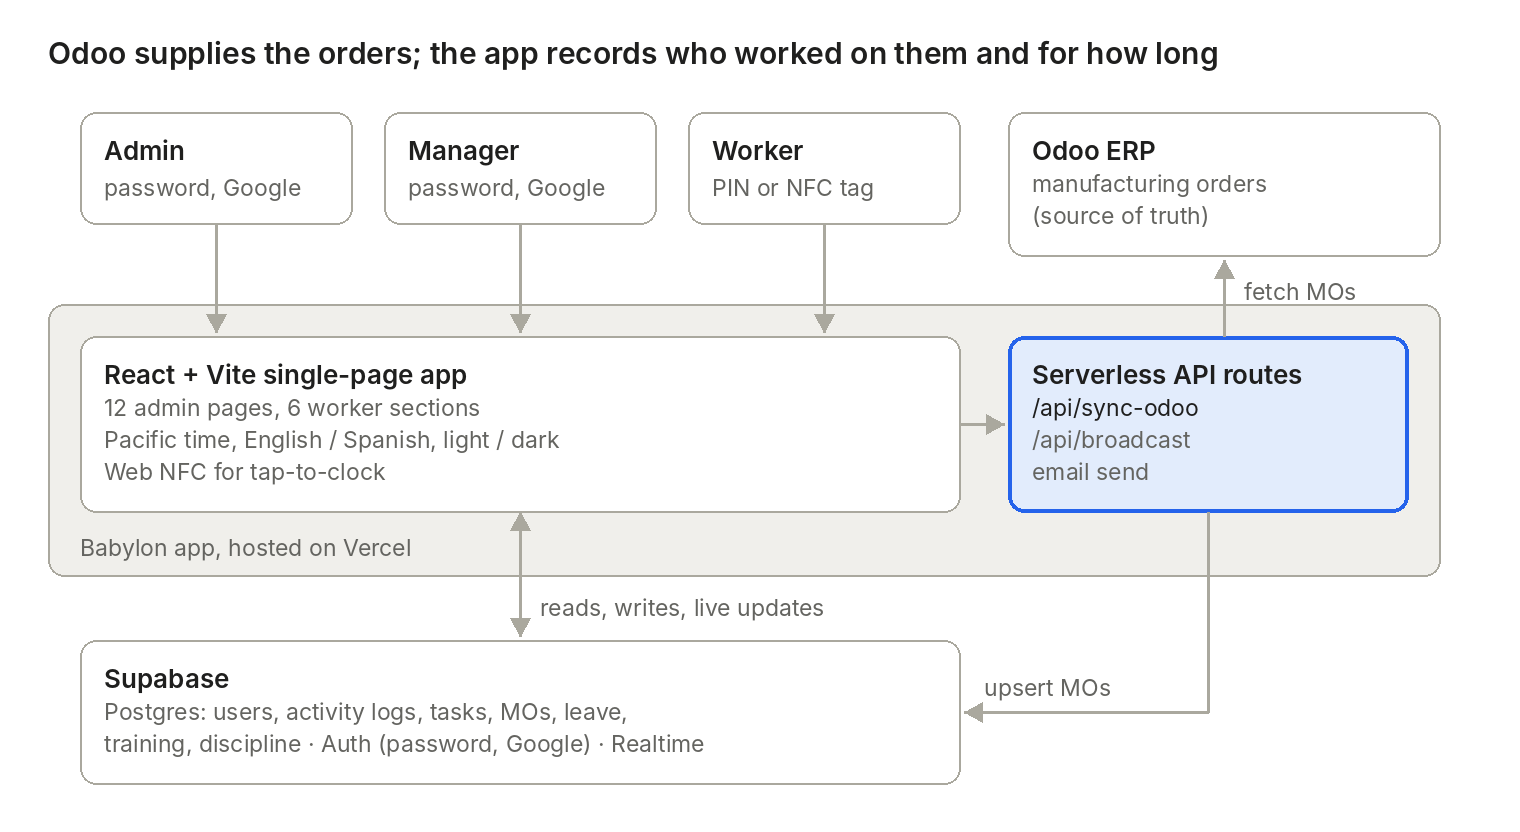 Odoo supplies the orders; the app records who worked on them and for how long
Admin
password, Google
Manager
password, Google
Worker
PIN or NFC tag
Odoo ERP
manufacturing orders
(source of truth)
fetch MOs
React + Vite single-page app
12 admin pages, 6 worker sections
Pacific time, English / Spanish, light / dark
Web NFC for tap-to-clock
Serverless API routes
/api/sync-odoo
/api/broadcast
email send
Babylon app, hosted on Vercel
reads, writes, live updates
Supabase
Postgres: users, activity logs, tasks, MOs, leave,
training, discipline · Auth (password, Google) · Realtime
upsert MOs